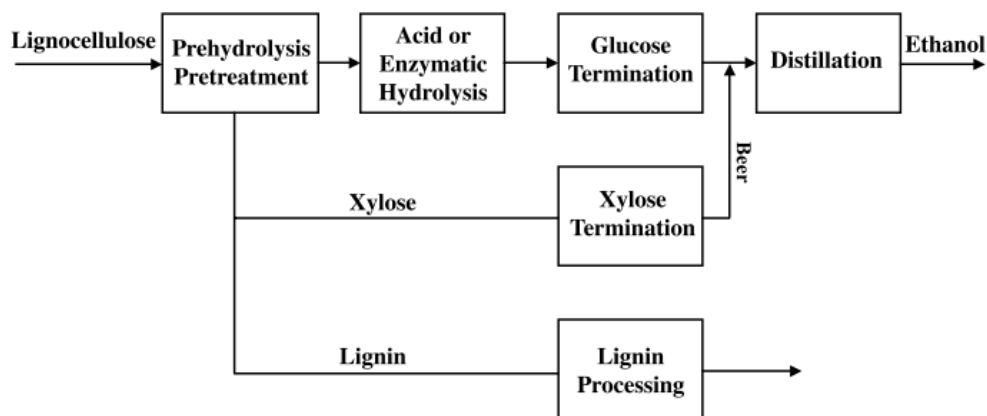 Lignocellulose
Prehydrolysis
Pretreatment
Acid or
Enzymatic
Hydrolysis
Glucose
Termination
Distillation
Ethanol
Beer
Xylose
Xylose
Termination
Lignin
Lignin
Processing